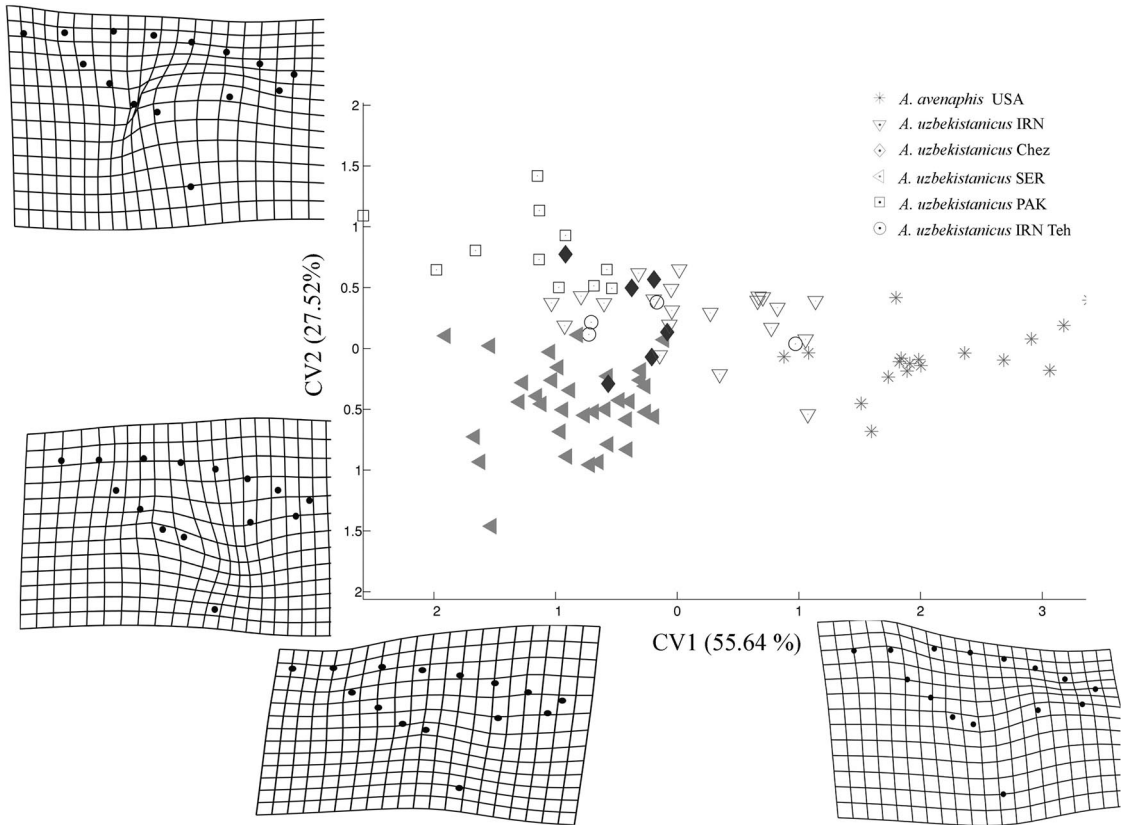 2
1.5
1
0.5
0
0.5
1
1.5
2
CV2 (27.52%)
A. avenaphis USA
A. uzbekistanicus IRN
A. uzbekistanicus Chez
A. uzbekistanicus SER
A. uzbekistanicus PAK
A. uzbekistanicus IRN Teh
2 1 0 1 2 3
CV1 (55.64 %)